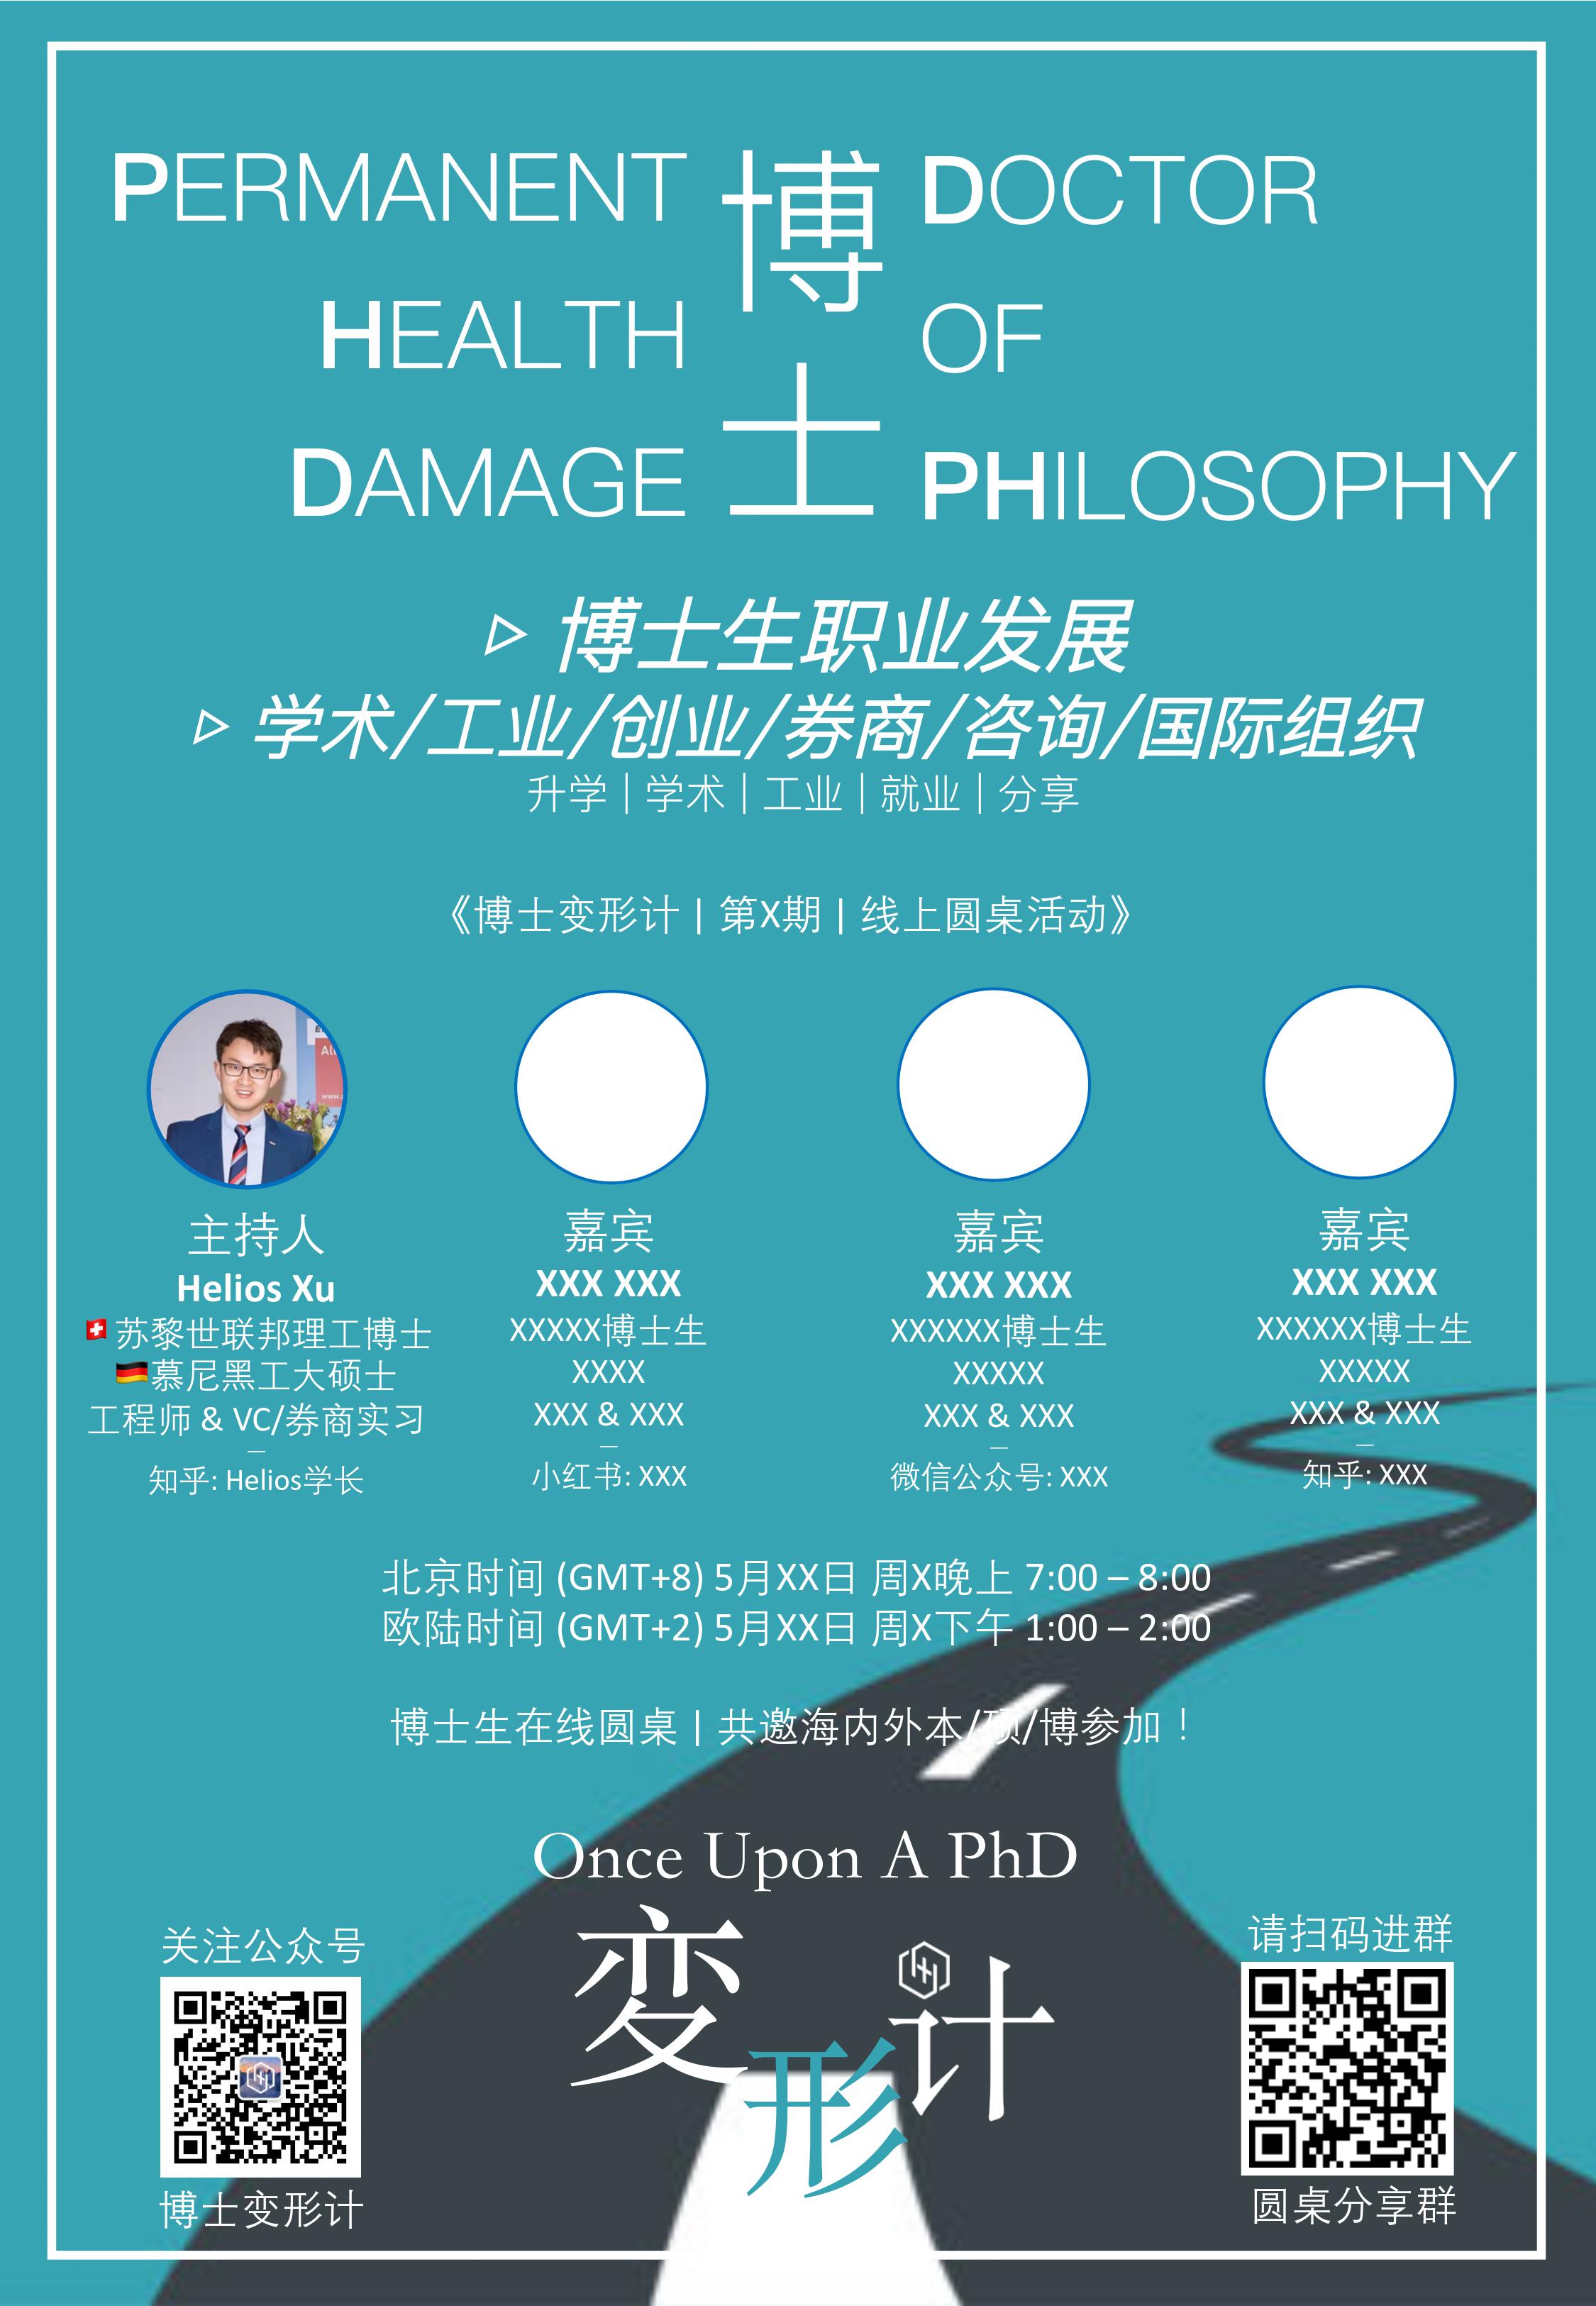 PERMANENT
HEALTH
DAMAGE
博
士
DOCTOR
OF
PHILOSOPHY
▷ 博士生职业发展
▷ 学术/工业/创业/券商/咨询/国际组织
升学 | 学术 | 工业 | 就业 | 分享
《博士变形计 | 第X期 | 线上圆桌活动》
主持人
Helios Xu
🇨🇭苏黎世联邦理工博士
🇩🇪慕尼黑工大硕士
工程师 & VC/券商实习
—
知乎: Helios学长
嘉宾
XXX XXX
XXXXX博士生
XXXX
XXX & XXX
—
小红书: XXX
嘉宾
XXX XXX
XXXXXX博士生
XXXXX
XXX & XXX
—
微信公众号: XXX
嘉宾
XXX XXX
XXXXXX博士生
XXXXX
XXX & XXX
—
知乎: XXX
北京时间 (GMT+8) 5月XX日 周X晚上 7:00 – 8:00
欧陆时间 (GMT+2) 5月XX日 周X下午 1:00 – 2:00
博士生在线圆桌 | 共邀海内外本/硕/博参加！
Once Upon A PhD
变形计
关注公众号
博士变形计
请扫码进群
圆桌分享群